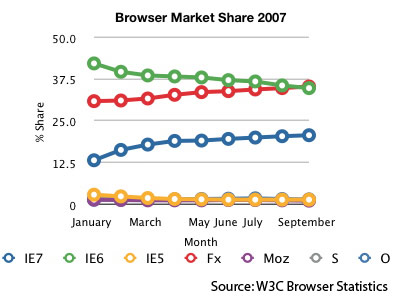 Browser Market Share 2007
50.0
37.5
25.0
12.5
0
% Share
January March May June July September
Month
IE7 IE6 IE5 Fx Moz S O
Source: W3C Browser Statistics